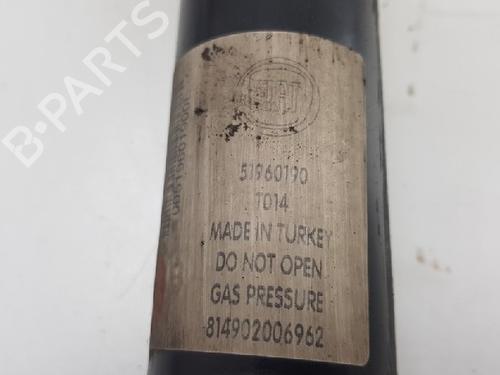 B-PARTS
FIAT
51960190
T014
MADE IN TURKEY
DO NOT OPEN
GAS PRESSURE
814902006962